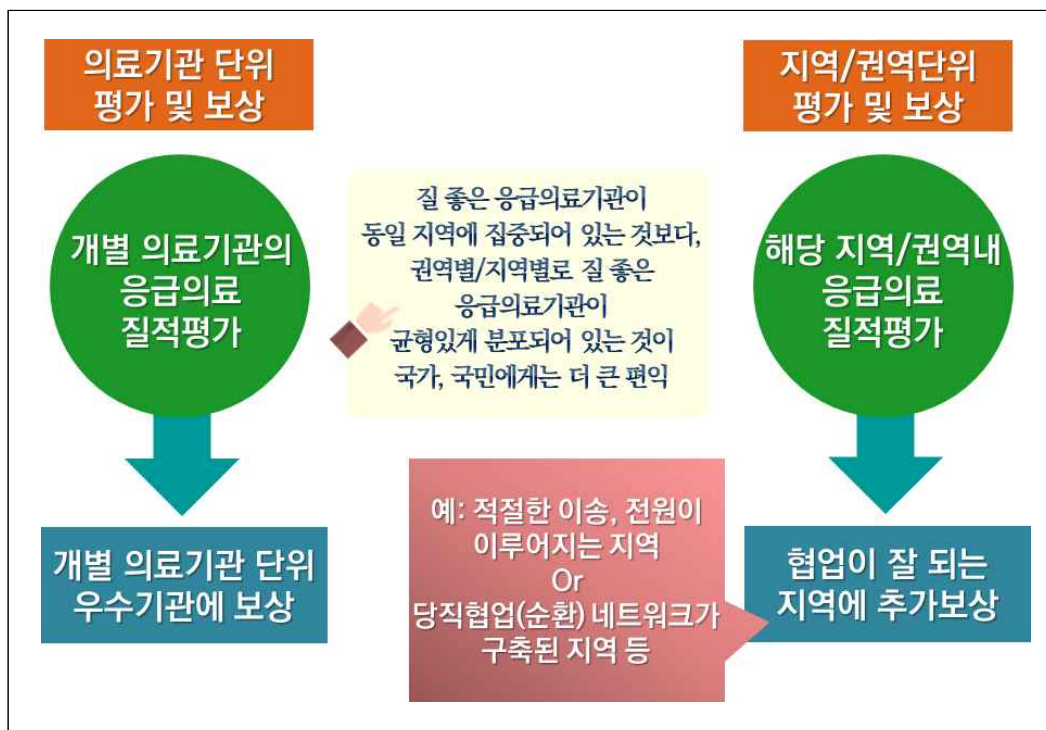 의료기관 단위
평가 및 보상
개별 의료기관의
응급의료
질적평가
개별 의료기관 단위
우수기관에 보상
질 좋은 응급의료기관이
동일 지역에 집중되어 있는 것보다,
권역별/지역별로 질 좋은
응급의료기관이
균형있게 분포되어 있는 것이
국가, 국민에게는 더 큰 편익
예: 적절한 이송, 전원이
이루어지는 지역
Or
당직협업(순환) 네트워크가
구축된 지역 등
지역/권역단위
평가 및 보상
해당 지역/권역내
응급의료
질적평가
협업이 잘 되는
지역에 추가보상